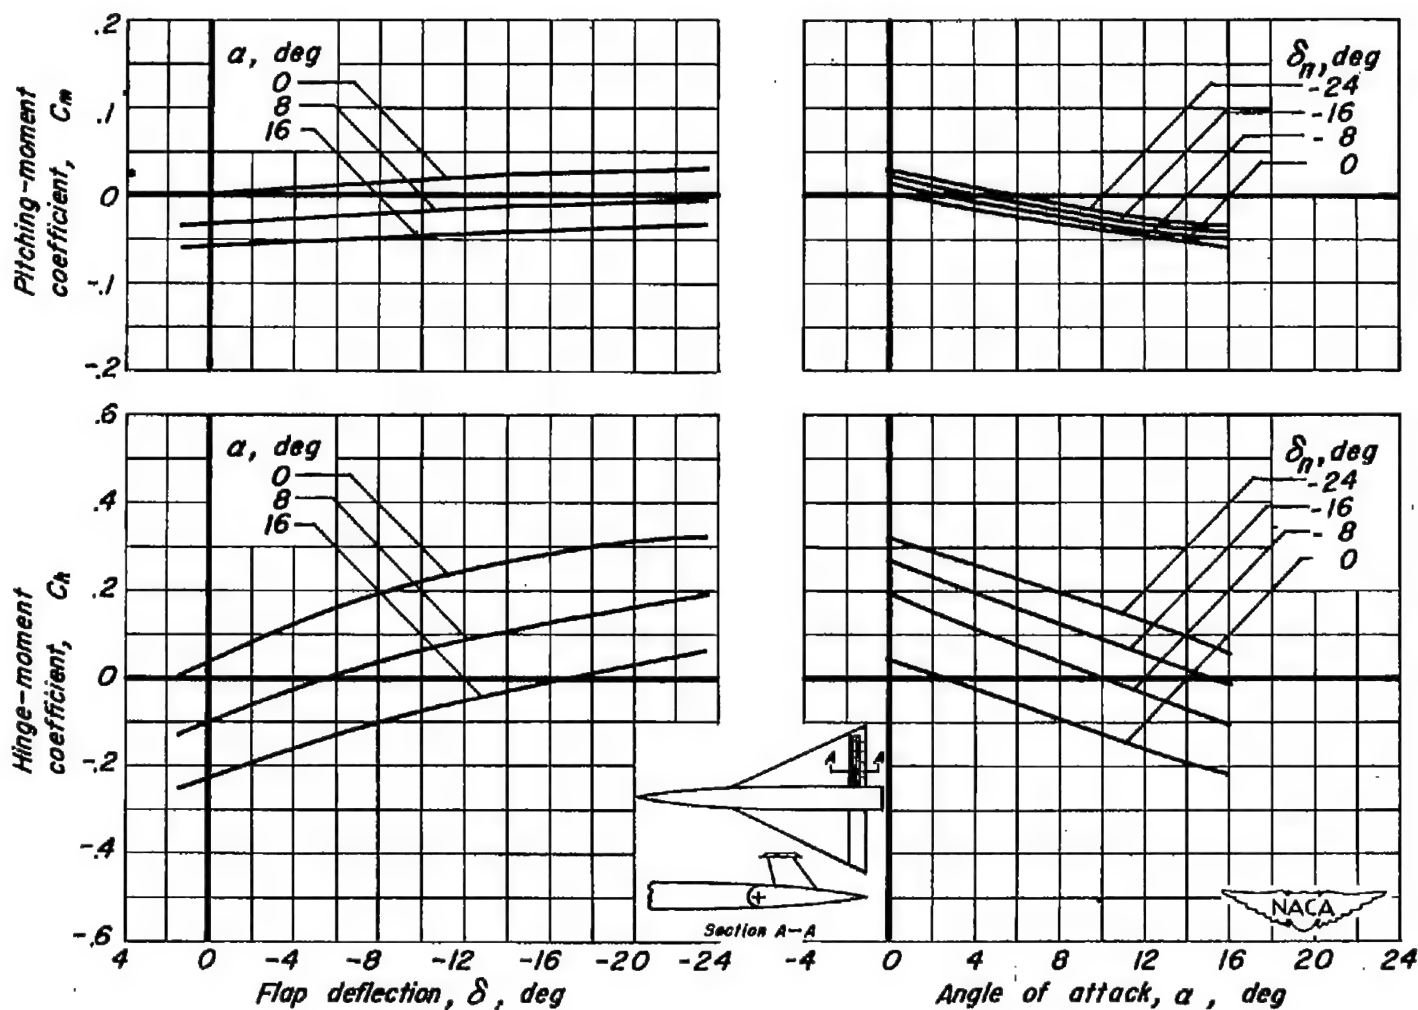 Pitching-moment
coefficient, Cm
.2
.1
0
-.1
-.2
α, deg
0
8
16
δn, deg
-24
-16
-8
0
Hinge-moment
coefficient, Ch
.6
.4
.2
0
-.2
-.4
-.6
α, deg
0
8
16
δn, deg
-24
-16
-8
0
A A
Section A-A
NACA
4 0 -4 -8 -12 -16 -20 -24
Flap deflection, δ, deg
-4 0 4 8 12 16 20 24
Angle of attack, α, deg